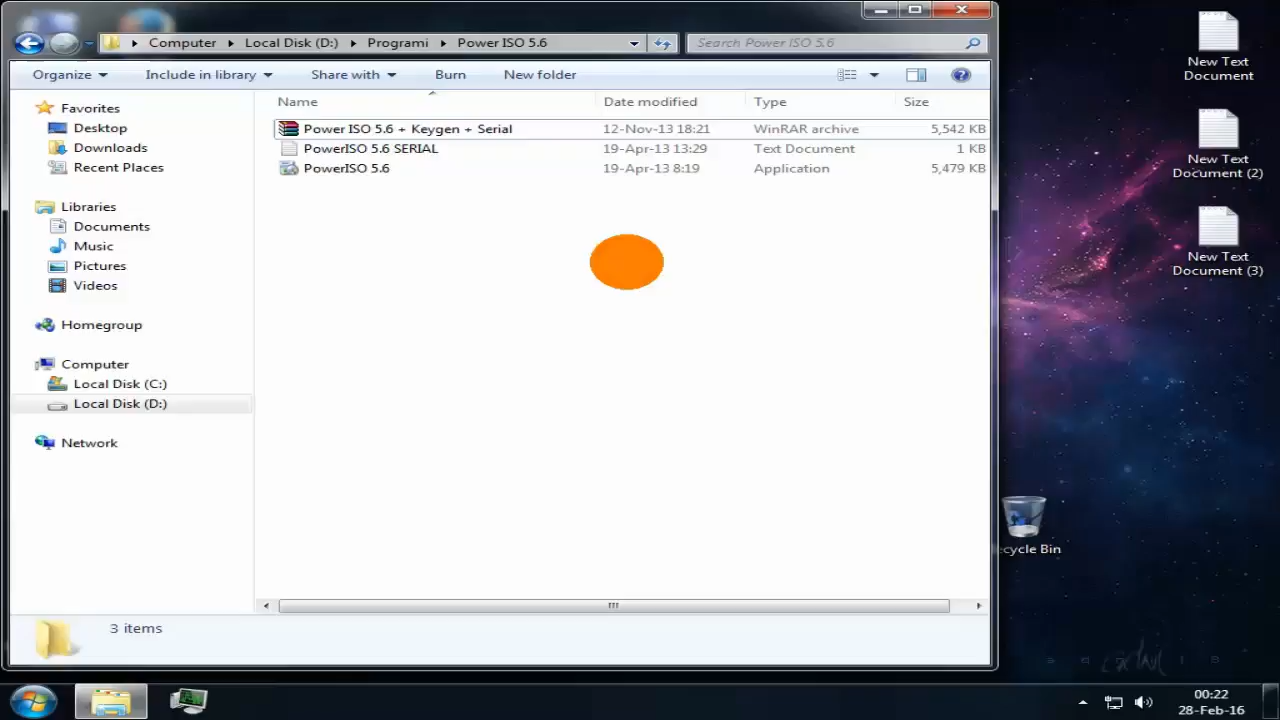 Computer Local Disk (D:) Programi Power ISO 5.6 Search Power ISO 5.6
Organize Include in library Share with Burn New folder
Name Date modified Type Size
Favorites
Desktop
Downloads
Recent Places
Libraries
Documents
Music
Pictures
Videos
Homegroup
Computer
Local Disk (C:)
Local Disk (D:)
Network
Power ISO 5.6 + Keygen + Serial 12-Nov-13 18:21 WinRAR archive 5,542 KB
PowerISO 5.6 SERIAL 19-Apr-13 13:29 Text Document 1 KB
PowerISO 5.6 19-Apr-13 8:19 Application 5,479 KB
3 items
New Text
Document
New Text
Document (2)
New Text
Document (3)
ecycle Bin
00:22
28-Feb-16